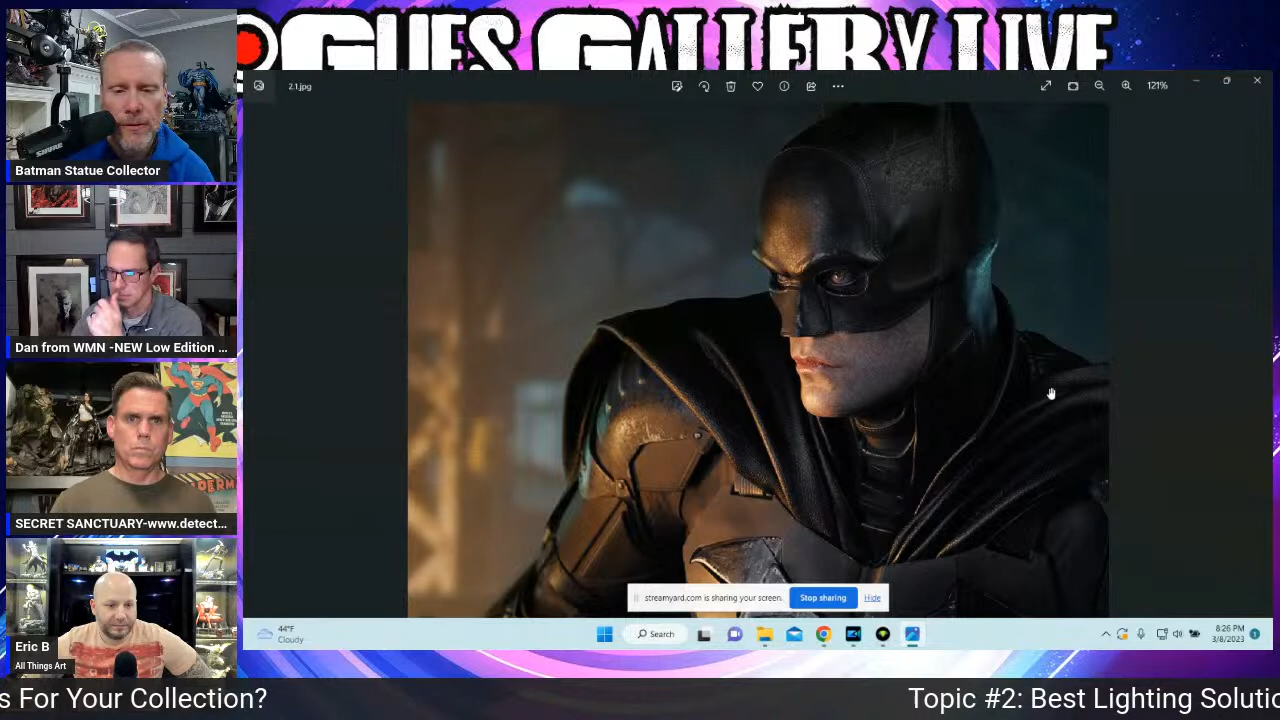 OGUES GALLERY LIVE
2.1.jpg
121%
SHURE
Batman Statue Collector
Dan from WMN -NEW Low Edition ...
SUPERMAN
SECRET SANCTUARY-www.detect...
Eric B
All Things Art
streamyard.com is sharing your screen.
Stop sharing
Hide
44°F
Cloudy
Search
8:26 PM
3/8/2023
s For Your Collection?
Topic #2: Best Lighting Solutio